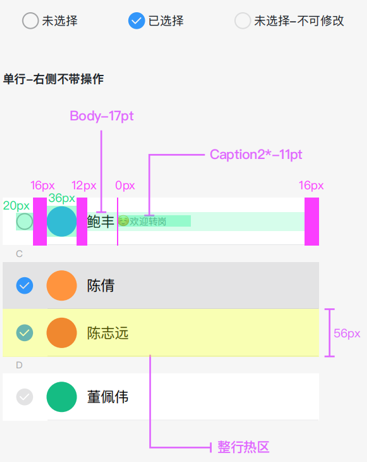 未选择
已选择
未选择-不可修改
单行-右侧不带操作
Body-17pt
Caption2*-11pt
16px
12px
0px
16px
36px
20px
鲍丰
欢迎转岗
C
陈倩
陈志远
56px
D
董佩伟
整行热区